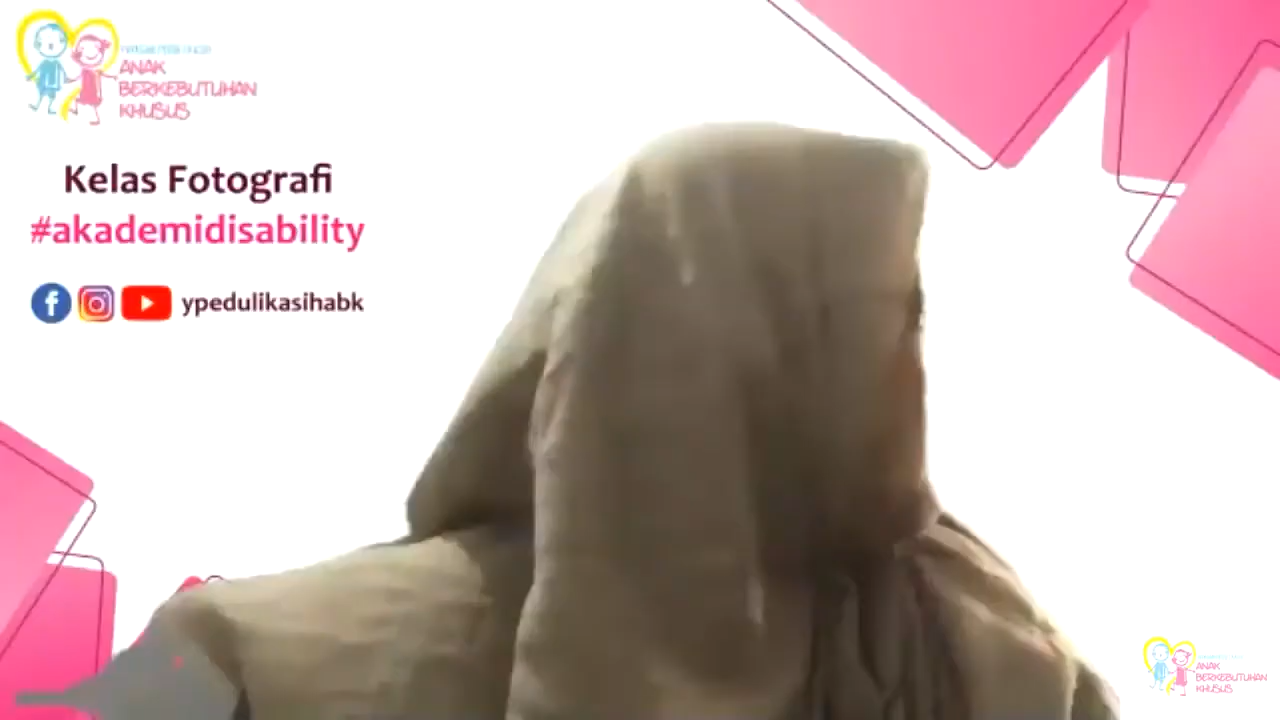 ANAK
BERKEBUTUHAN
KHUSUS
Kelas Fotografi
#akademidisability
ypedulikasihabk
ANAK
BERKEBUTUHAN
KHUSUS